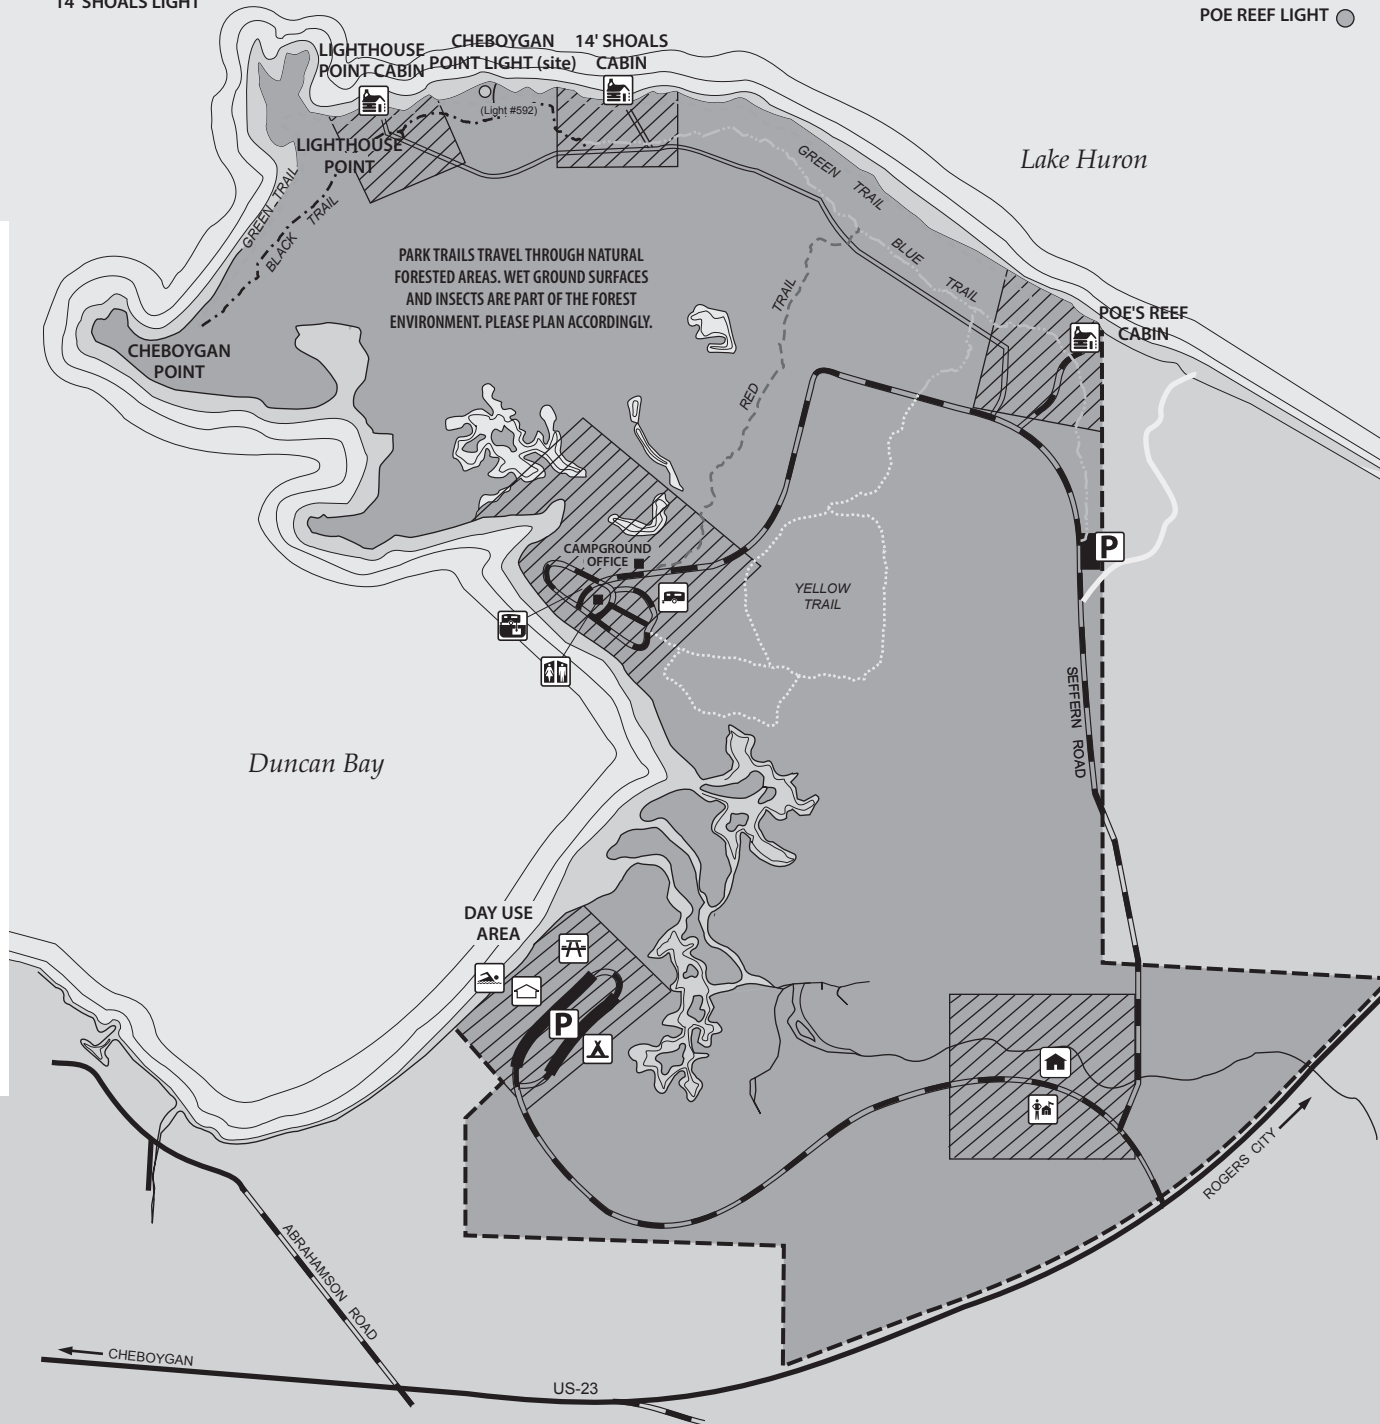 14' SHOALS LIGHT
POE REEF LIGHT
LIGHTHOUSE
POINT CABIN
CHEBOYGAN
POINT LIGHT (site)
14' SHOALS
CABIN
(Light #592)
LIGHTHOUSE
POINT
Lake Huron
GREEN TRAIL
GREEN TRAIL
BLACK TRAIL
BLUE TRAIL
PARK TRAILS TRAVEL THROUGH NATURAL
FORESTED AREAS. WET GROUND SURFACES
AND INSECTS ARE PART OF THE FOREST
ENVIRONMENT. PLEASE PLAN ACCORDINGLY.
RED TRAIL
POE'S REEF
CABIN
CHEBOYGAN
POINT
CAMPGROUND
OFFICE
P
YELLOW
TRAIL
SEFFERN ROAD
Duncan Bay
DAY USE
AREA
P
ROGERS CITY
ABRAHAMSON ROAD
CHEBOYGAN
US-23